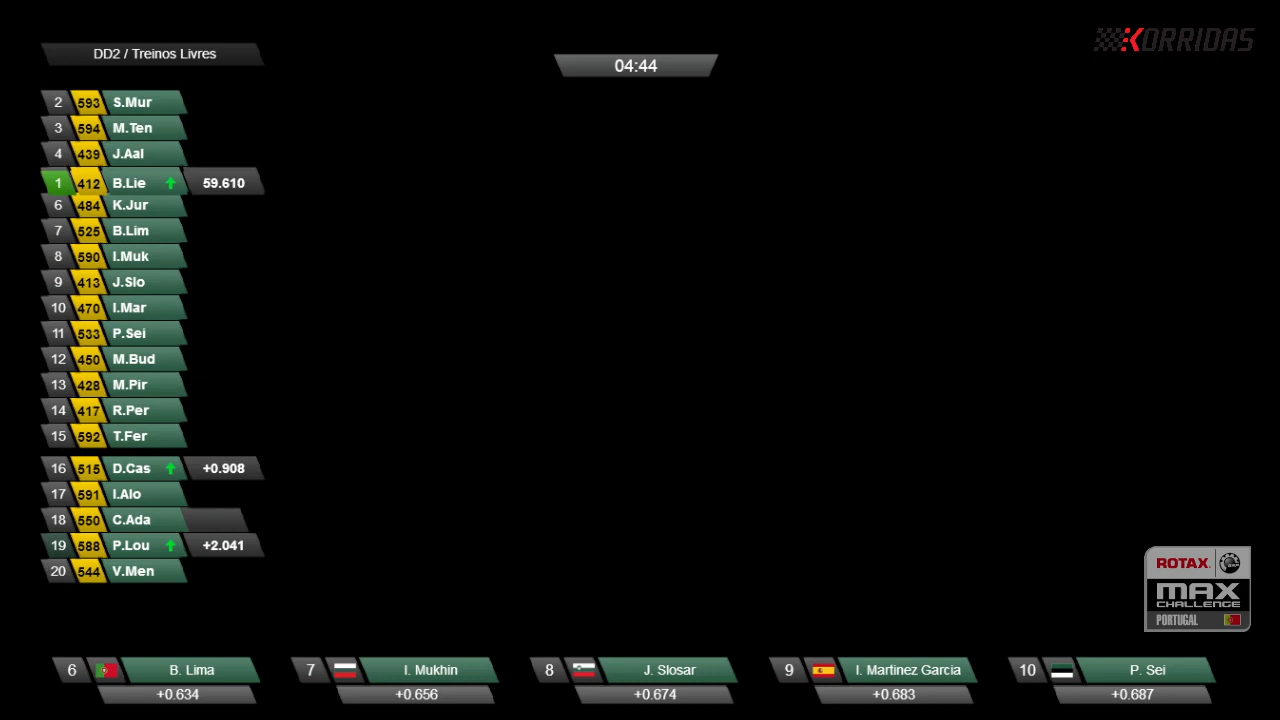 DD2 / Treinos Livres
04:44
KORRIDAS
2 593 S.Mur
3 594 M.Ten
4 439 J.Aal
1 412 B.Lie 59.610
6 484 K.Jur
7 525 B.Lim
8 590 I.Muk
9 413 J.Slo
10 470 I.Mar
11 533 P.Sei
12 450 M.Bud
13 428 M.Pir
14 417 R.Per
15 592 T.Fer
16 515 D.Cas +0.908
17 591 I.Alo
18 550 C.Ada
19 588 P.Lou +2.041
20 544 V.Men
ROTAX
MAX
CHALLENGE
PORTUGAL
6 B. Lima 7 I. Mukhin 8 J. Slosar 9 I. Martinez Garcia 10 P. Sei
+0.634 +0.656 +0.674 +0.683 +0.687